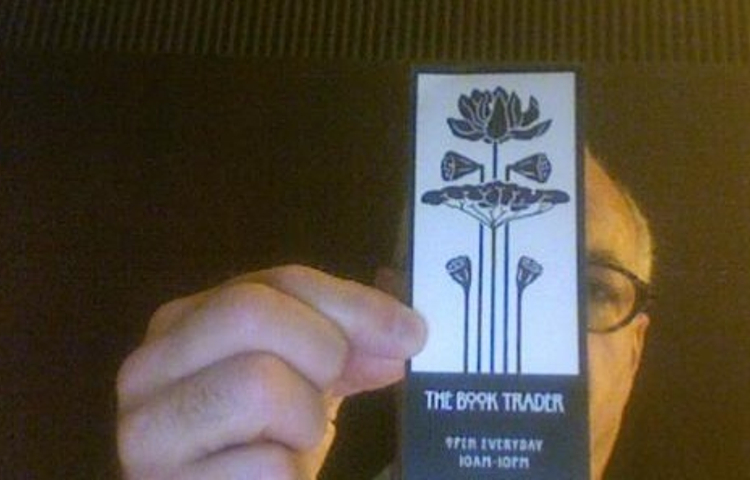 THE BOOK TRADER
OPEN EVERYDAY
10AM-10PM